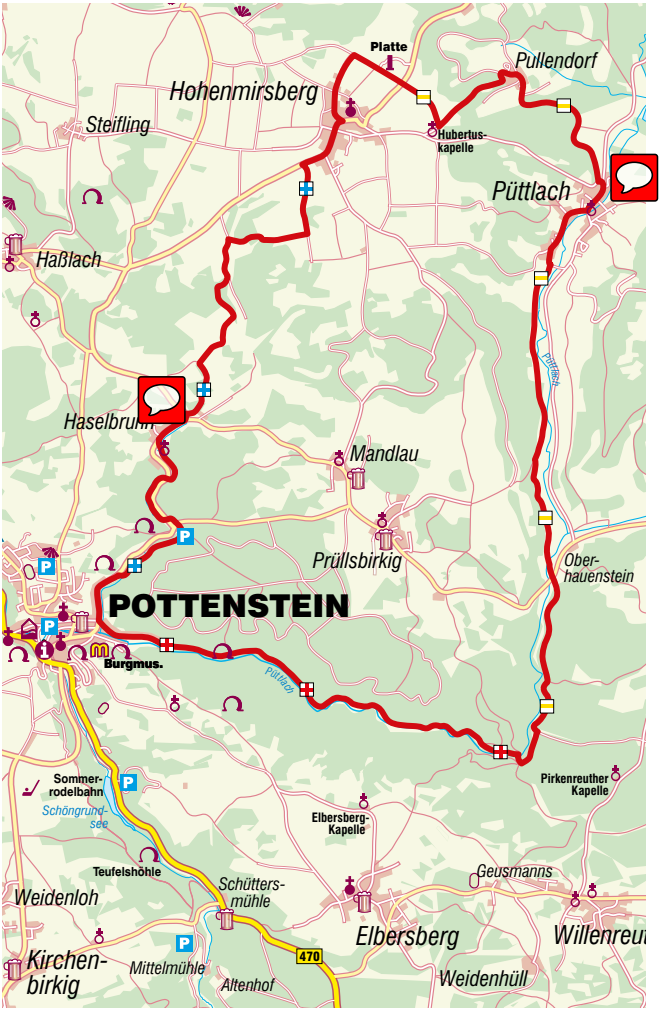 Platte
Pullendorf
Hohenmirsberg
Steifling
Hubertus-
kapelle
Püttlach
Haßlach
Püttlach
Haselbrunn
Mandlau
P
Prüllsbirkig
Ober-
hauenstein
P
POTTENSTEIN
P
i
m
Burgmus.
Püttlach
Sommer-
rodelbahn
P
Schöngrund-
see
Pirkenreuther
Kapelle
Elbersberg-
Kapelle
Teufelshöhle
Geusmanns
Schütters-
mühle
Weidenloh
Elbersberg
Willenreut
P
470
Kirchen-
birkig
Mittelmühle
Altenhof
Weidenhüll